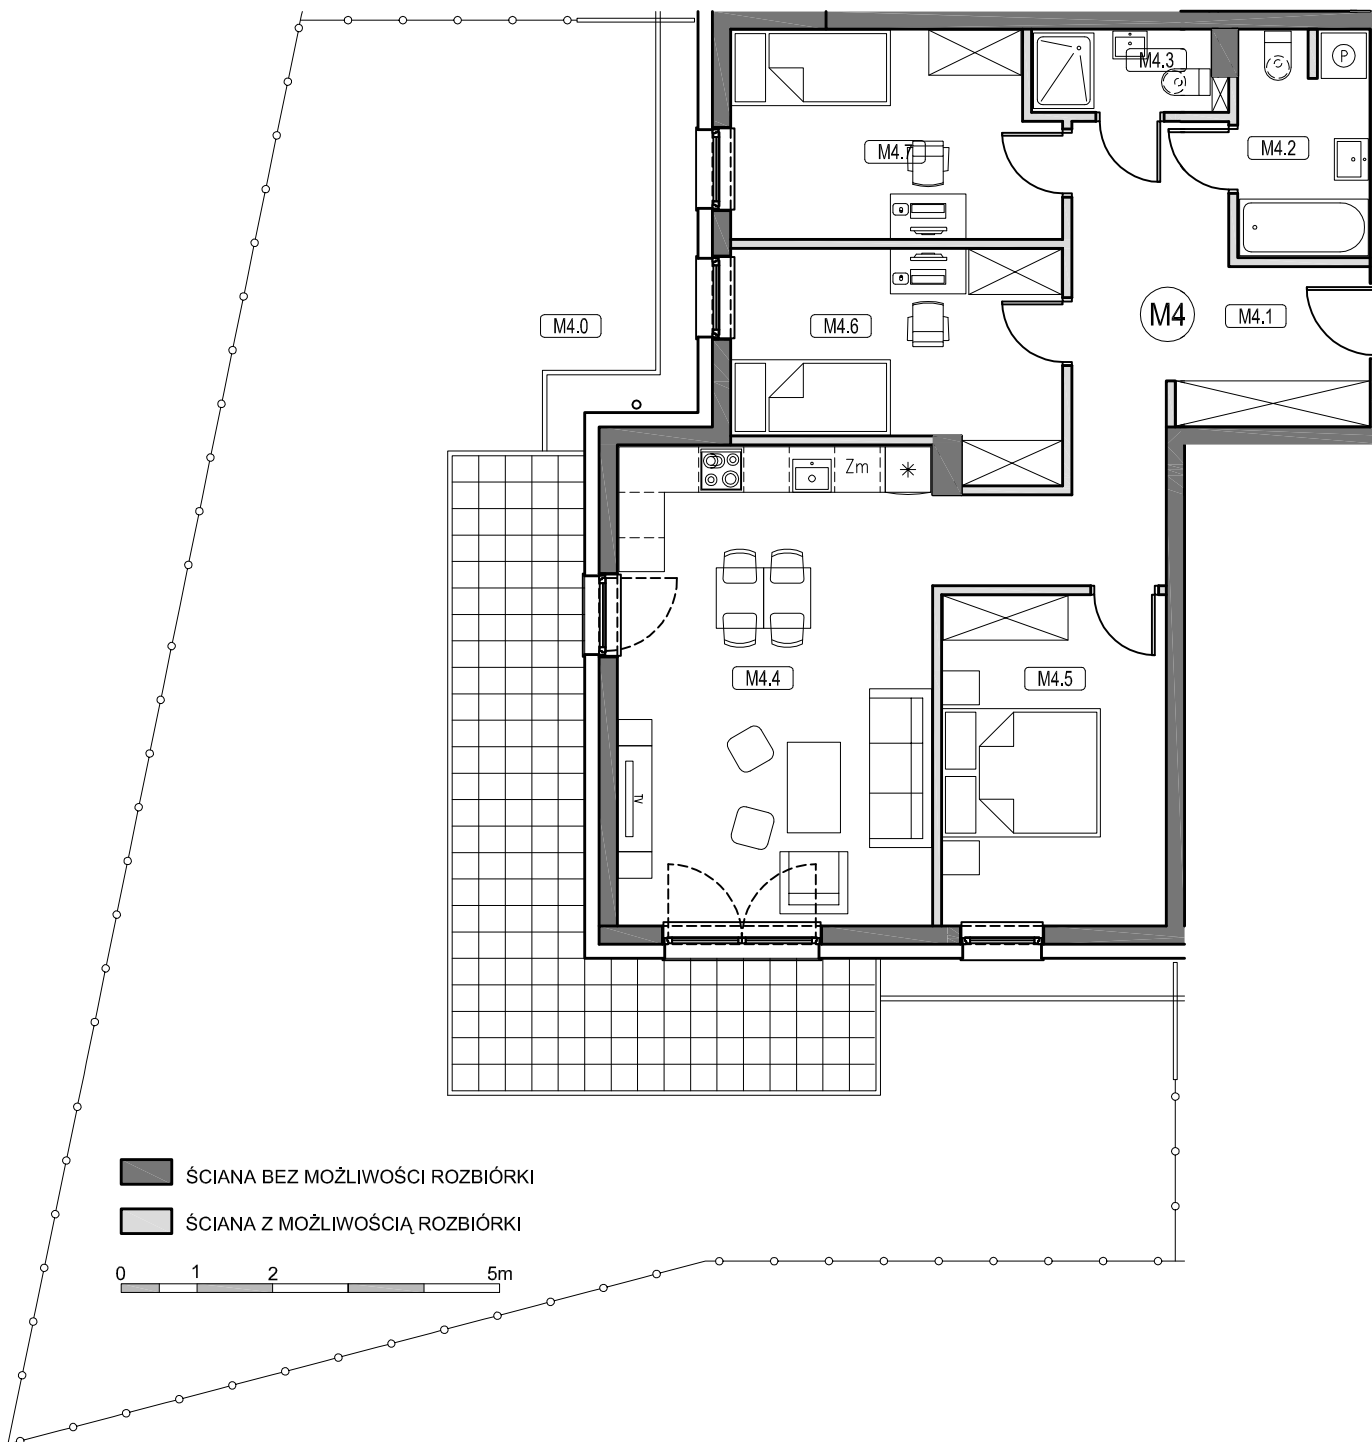 M4.3
P
M4.7
M4.2
M4.0
M4.6
M4
M4.1
Zm
M4.4
M4.5
TV
ŚCIANA BEZ MOŻLIWOŚCI ROZBIÓRKI
ŚCIANA Z MOŻLIWOŚCIĄ ROZBIÓRKI
0 1 2 5m